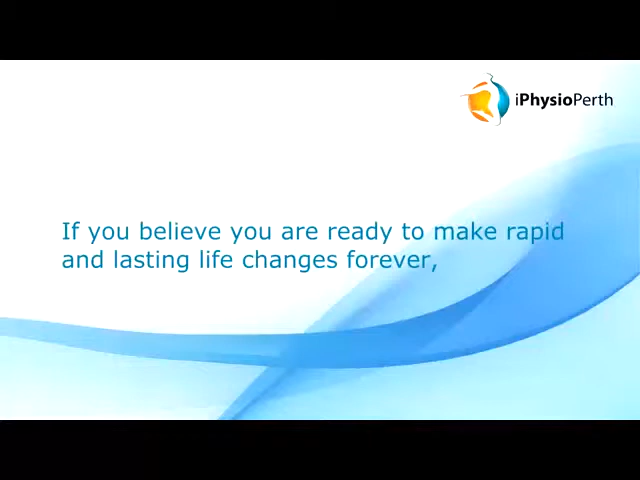 iPhysioPerth
If you believe you are ready to make rapid
and lasting life changes forever,